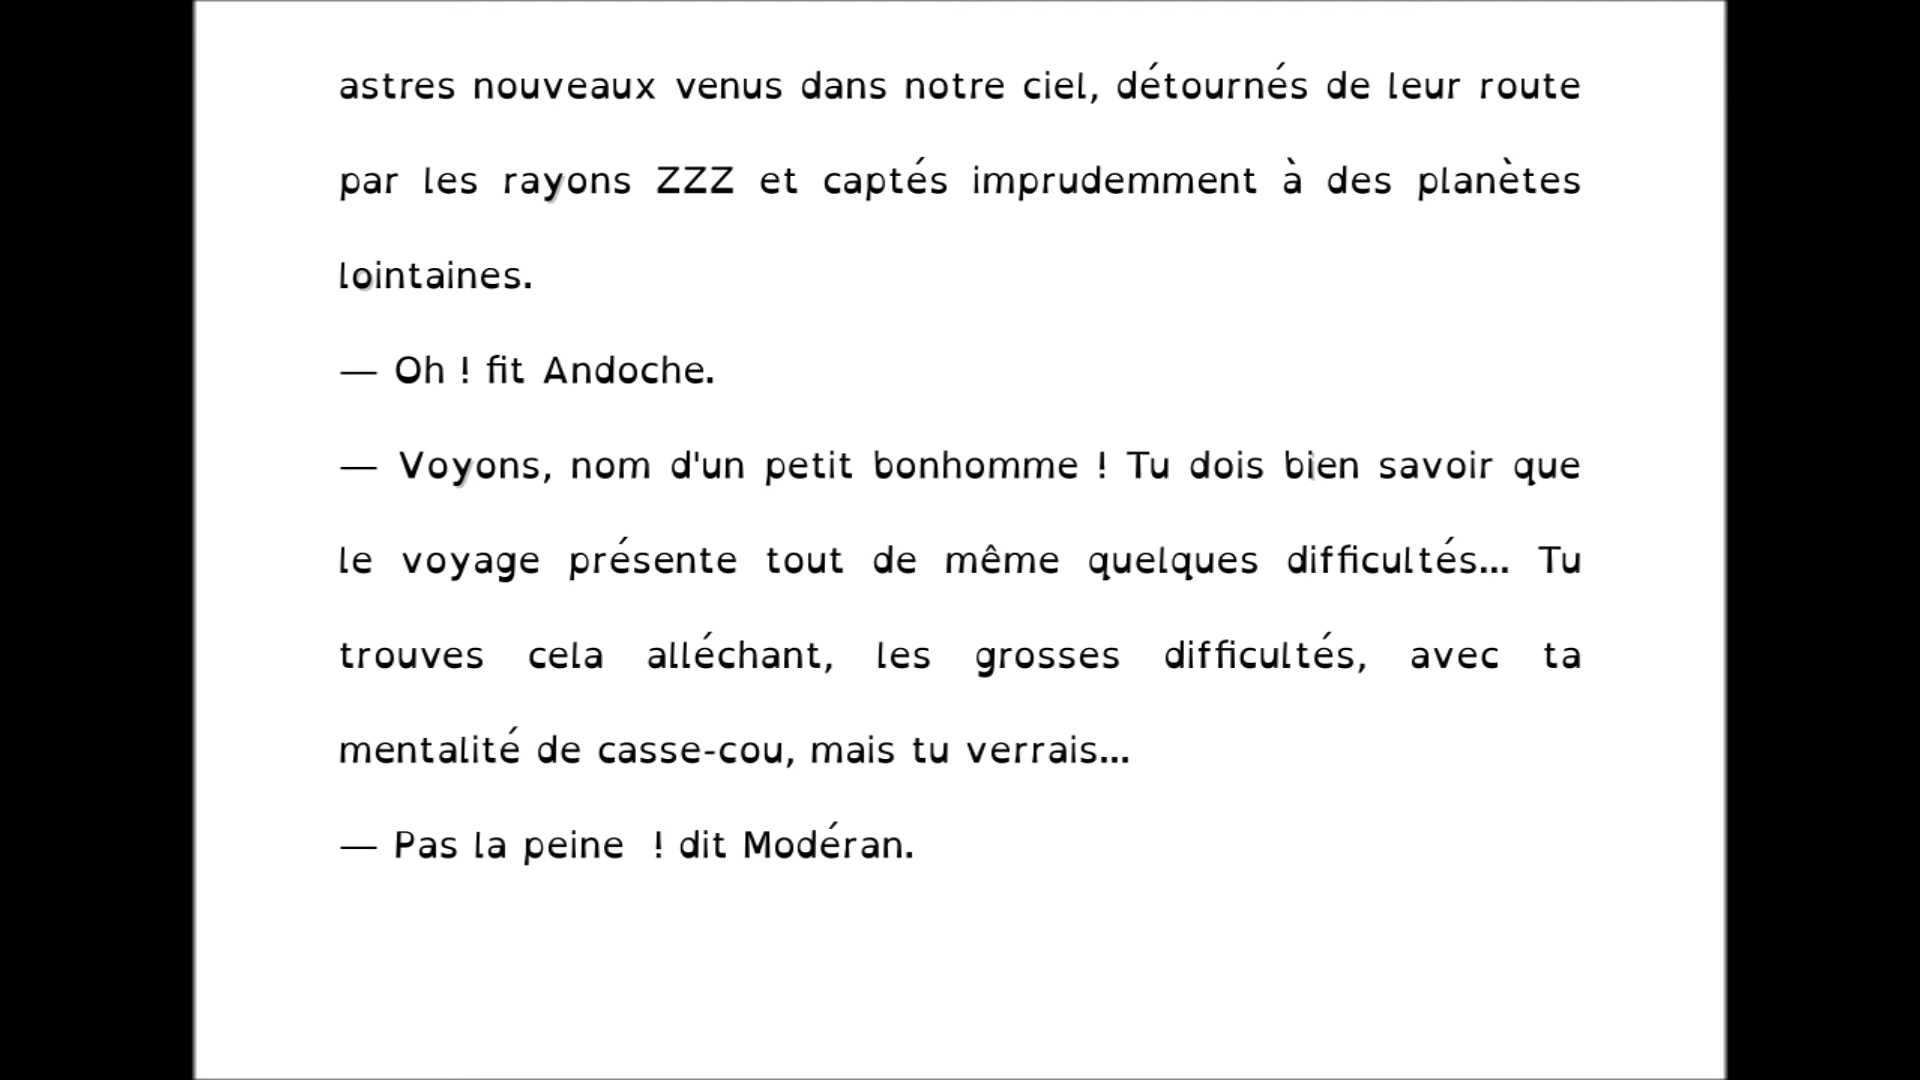 astres nouveaux venus dans notre ciel, détournés de leur route
par les rayons ZZZ et captés imprudemment à des planètes
lointaines.
— Oh ! fit Andoche.
— Voyons, nom d'un petit bonhomme ! Tu dois bien savoir que
le voyage présente tout de même quelques difficultés... Tu
trouves cela alléchant, les grosses difficultés, avec ta
mentalité de casse-cou, mais tu verrais...
— Pas la peine  ! dit Modéran.